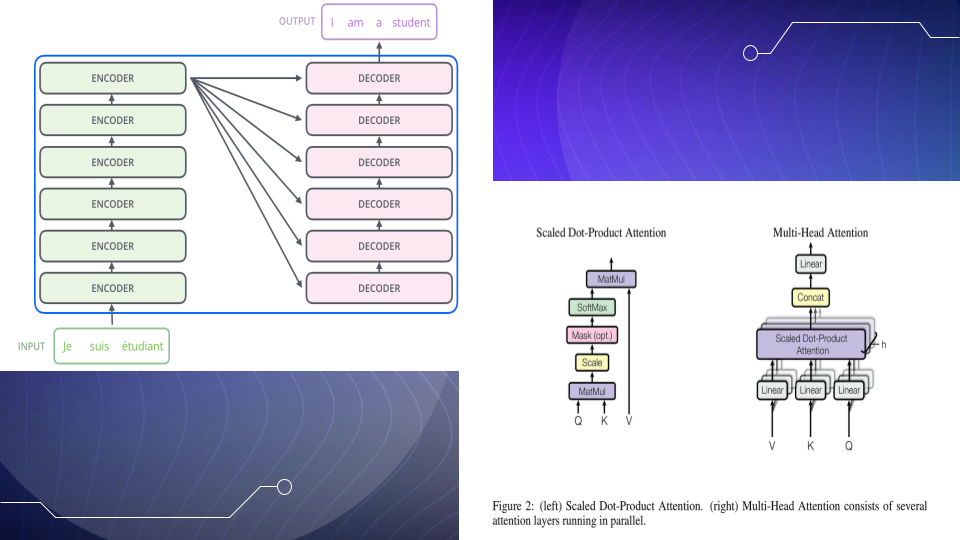 OUTPUT I am a student
ENCODER DECODER
ENCODER DECODER
ENCODER DECODER
ENCODER DECODER
ENCODER DECODER
ENCODER DECODER
INPUT Je suis étudiant
Scaled Dot-Product Attention
MatMul
SoftMax
Mask (opt.)
Scale
MatMul
Q K V
Multi-Head Attention
Linear
Concat
Scaled Dot-Product
Attention
h
Linear Linear Linear
V K Q
Figure 2: (left) Scaled Dot-Product Attention. (right) Multi-Head Attention consists of several
attention layers running in parallel.